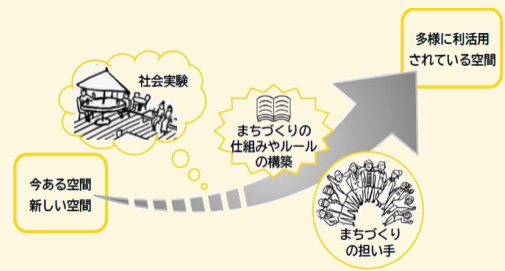 多様に利活用
されている空間
社会実験
まちづくりの
仕組みやルール
の構築
今ある空間
新しい空間
まちづくり
の担い手